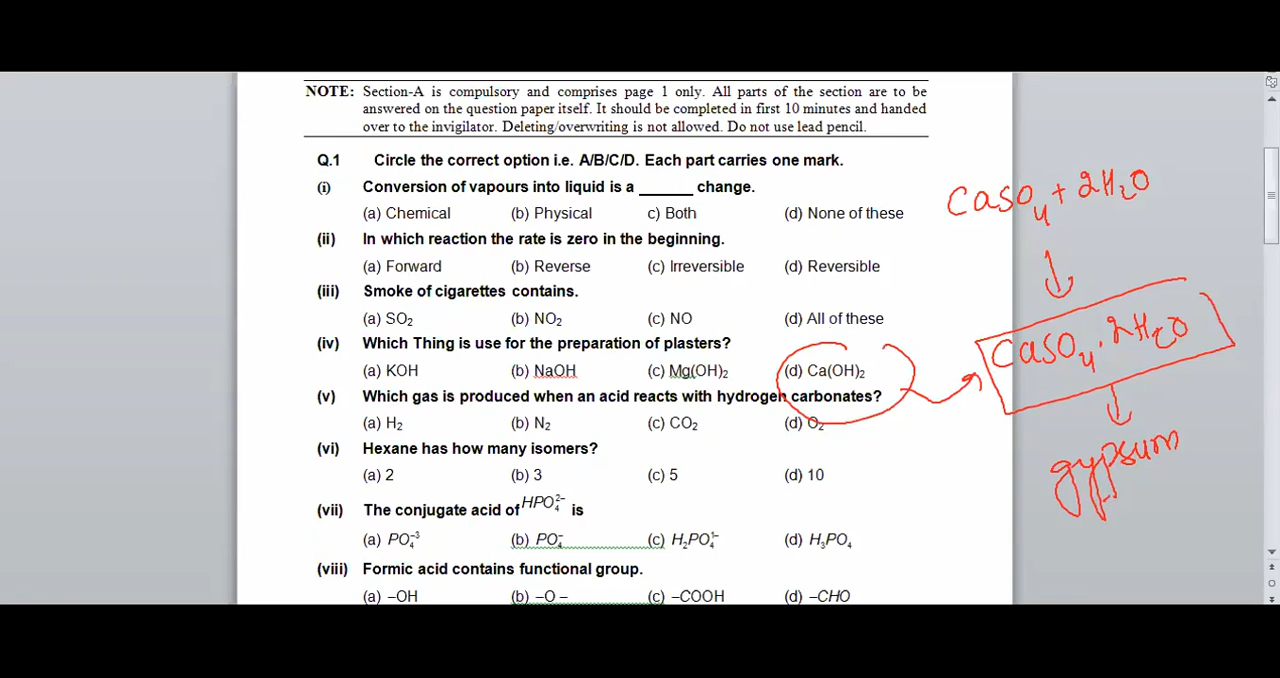 NOTE: Section-A is compulsory and comprises page 1 only. All parts of the section are to be
answered on the question paper itself. It should be completed in first 10 minutes and handed
over to the invigilator. Deleting/overwriting is not allowed. Do not use lead pencil.
Q.1 Circle the correct option i.e. A/B/C/D. Each part carries one mark.
(i) Conversion of vapours into liquid is a ______ change.
(a) Chemical (b) Physical c) Both (d) None of these
(ii) In which reaction the rate is zero in the beginning.
(a) Forward (b) Reverse (c) Irreversible (d) Reversible
(iii) Smoke of cigarettes contains.
(a) SO₂ (b) NO₂ (c) NO (d) All of these
(iv) Which Thing is use for the preparation of plasters?
(a) KOH (b) NaOH (c) Mg(OH)₂ (d) Ca(OH)₂
(v) Which gas is produced when an acid reacts with hydrogen carbonates?
(a) H₂ (b) N₂ (c) CO₂ (d) O₂
(vi) Hexane has how many isomers?
(a) 2 (b) 3 (c) 5 (d) 10
(vii) The conjugate acid of HPO₄²⁻ is
(a) PO₄⁻³ (b) PO₄⁻ (c) H₂PO₄¹⁻ (d) H₃PO₄
(viii) Formic acid contains functional group.
(a) –OH (b) –O – (c) –COOH (d) –CHO
CaSO₄ + 2H₂O
CaSO₄ . 2H₂O
gypsum